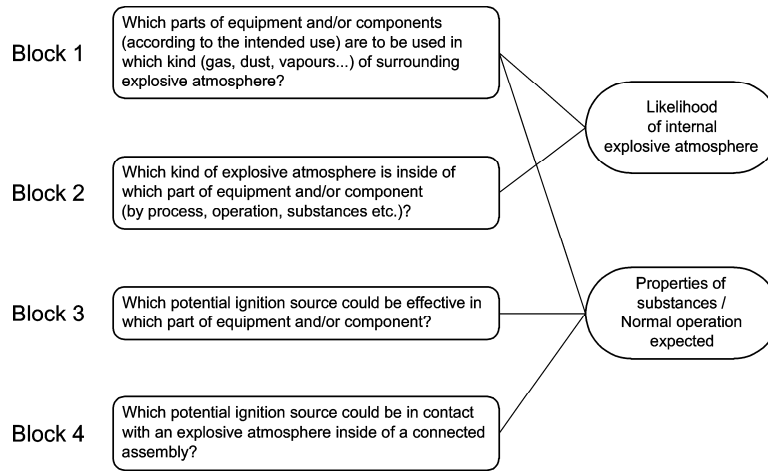 Block 1
Which parts of equipment and/or components
(according to the intended use) are to be used in
which kind (gas, dust, vapours...) of surrounding
explosive atmosphere?
Likelihood
of internal
explosive atmosphere
Block 2
Which kind of explosive atmosphere is inside of
which part of equipment and/or component
(by process, operation, substances etc.)?
Block 3
Which potential ignition source could be effective in
which part of equipment and/or component?
Properties of
substances /
Normal operation
expected
Block 4
Which potential ignition source could be in contact
with an explosive atmosphere inside of a connected
assembly?